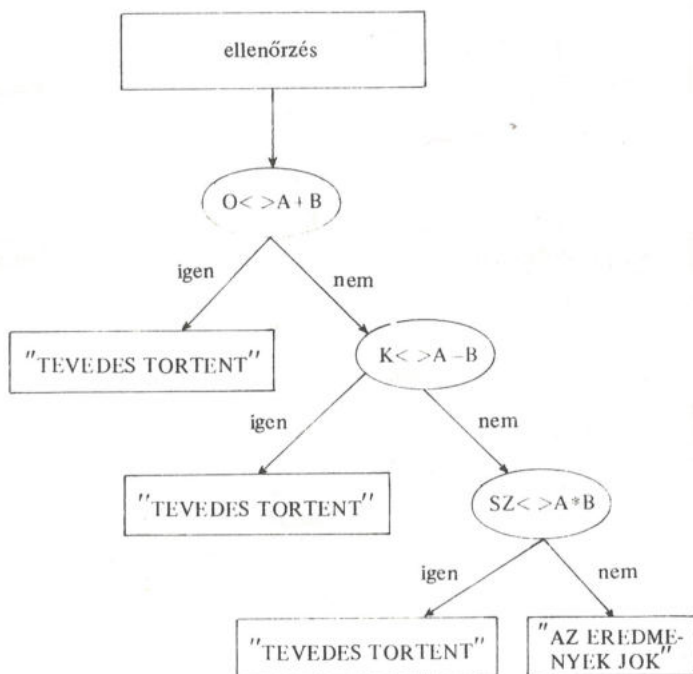 ellenőrzés
O< >A + B
igen
nem
"TEVEDES TORTENT"
K< >A –B
igen
nem
"TEVEDES TORTENT"
SZ< >A *B
igen
nem
"TEVEDES TORTENT"
"AZ EREDME-
NYEK JOK"